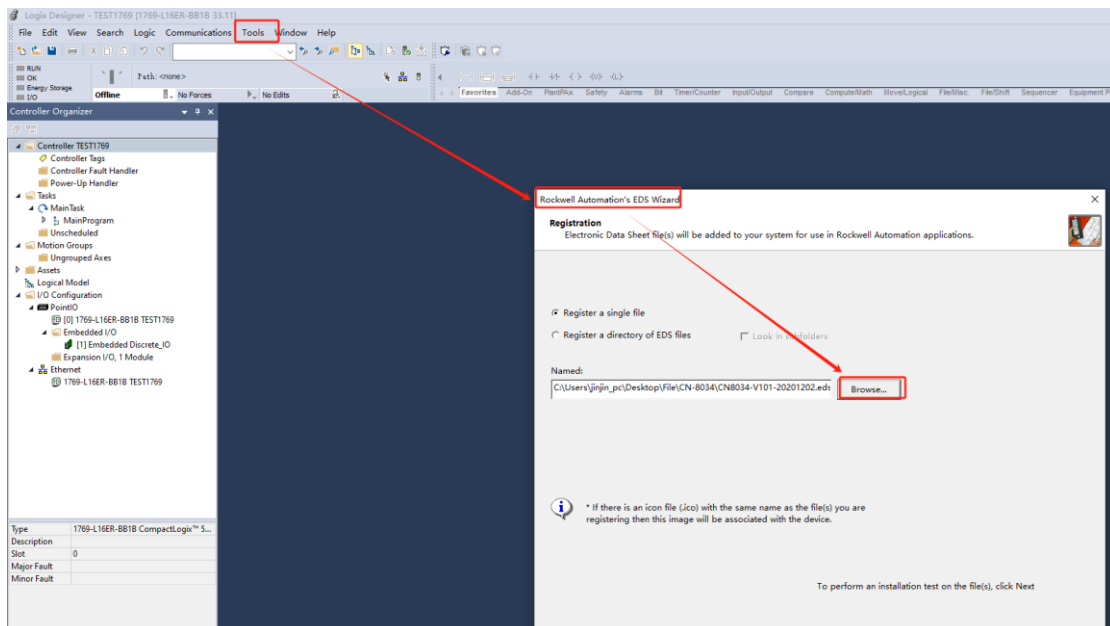 Logix Designer - TEST1769 [1769-L16ER-BB1B 33.11]
File Edit View Search Logic Communications Tools Window Help
RUN
OK
Energy Storage
I/O
Path: <none>
Offline
No Forces
No Edits
Favorites Add-On PlantPAx Safety Alarms Bit Timer/Counter Input/Output Compare Compute/Math Move/Logical File/Misc. File/Shift Sequencer Equipment P
Controller Organizer
Controller TEST1769
Controller Tags
Controller Fault Handler
Power-Up Handler
Tasks
MainTask
MainProgram
Unscheduled
Motion Groups
Ungrouped Axes
Assets
Logical Model
I/O Configuration
PointIO
[0] 1769-L16ER-BB1B TEST1769
Embedded I/O
[1] Embedded Discrete_IO
Expansion I/O, 1 Module
Ethernet
1769-L16ER-BB1B TEST1769
Type 1769-L16ER-BB1B CompactLogix™ 5...
Description
Slot 0
Major Fault
Minor Fault
Rockwell Automation's EDS Wizard
Registration
Electronic Data Sheet file(s) will be added to your system for use in Rockwell Automation applications.
Register a single file
Register a directory of EDS files
Look in subfolders
Named:
C:\Users\jinjin_pc\Desktop\File\CN-8034\CN8034-V101-20201202.eds
Browse...
* If there is an icon file (.ico) with the same name as the file(s) you are
registering then this image will be associated with the device.
To perform an installation test on the file(s), click Next